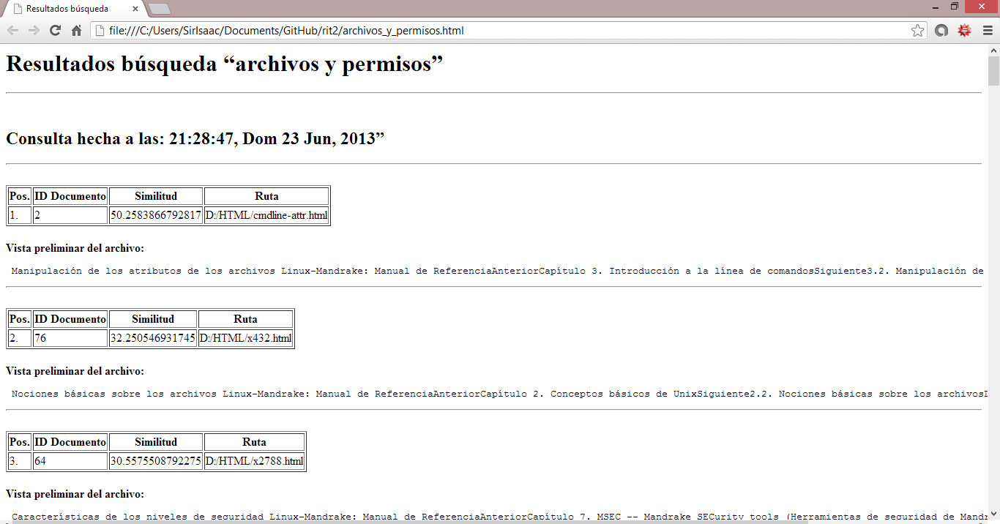 Resultados búsqueda
file:///C:/Users/SirIsaac/Documents/GitHub/rit2/archivos_y_permisos.html
Resultados búsqueda “archivos y permisos”
Consulta hecha a las: 21:28:47, Dom 23 Jun, 2013”
Pos. ID Documento Similitud Ruta
1. 2 50.2583866792817 D:/HTML/cmdline-attr.html
Vista preliminar del archivo:
Manipulación de los atributos de los archivos Linux-Mandrake: Manual de ReferenciaAnteriorCapítulo 3. Introducción a la línea de comandosSiguiente3.2. Manipulación de
Pos. ID Documento Similitud Ruta
2. 76 32.250546931745 D:/HTML/x432.html
Vista preliminar del archivo:
Nociones básicas sobre los archivos Linux-Mandrake: Manual de ReferenciaAnteriorCapítulo 2. Conceptos básicos de UnixSiguiente2.2. Nociones básicas sobre los archivos
Pos. ID Documento Similitud Ruta
3. 64 30.5575508792275 D:/HTML/x2788.html
Vista preliminar del archivo:
Características de los niveles de seguridad Linux-Mandrake: Manual de ReferenciaAnteriorCapítulo 7. MSEC -- Mandrake SECurity tools (Herramientas de seguridad de Mandr